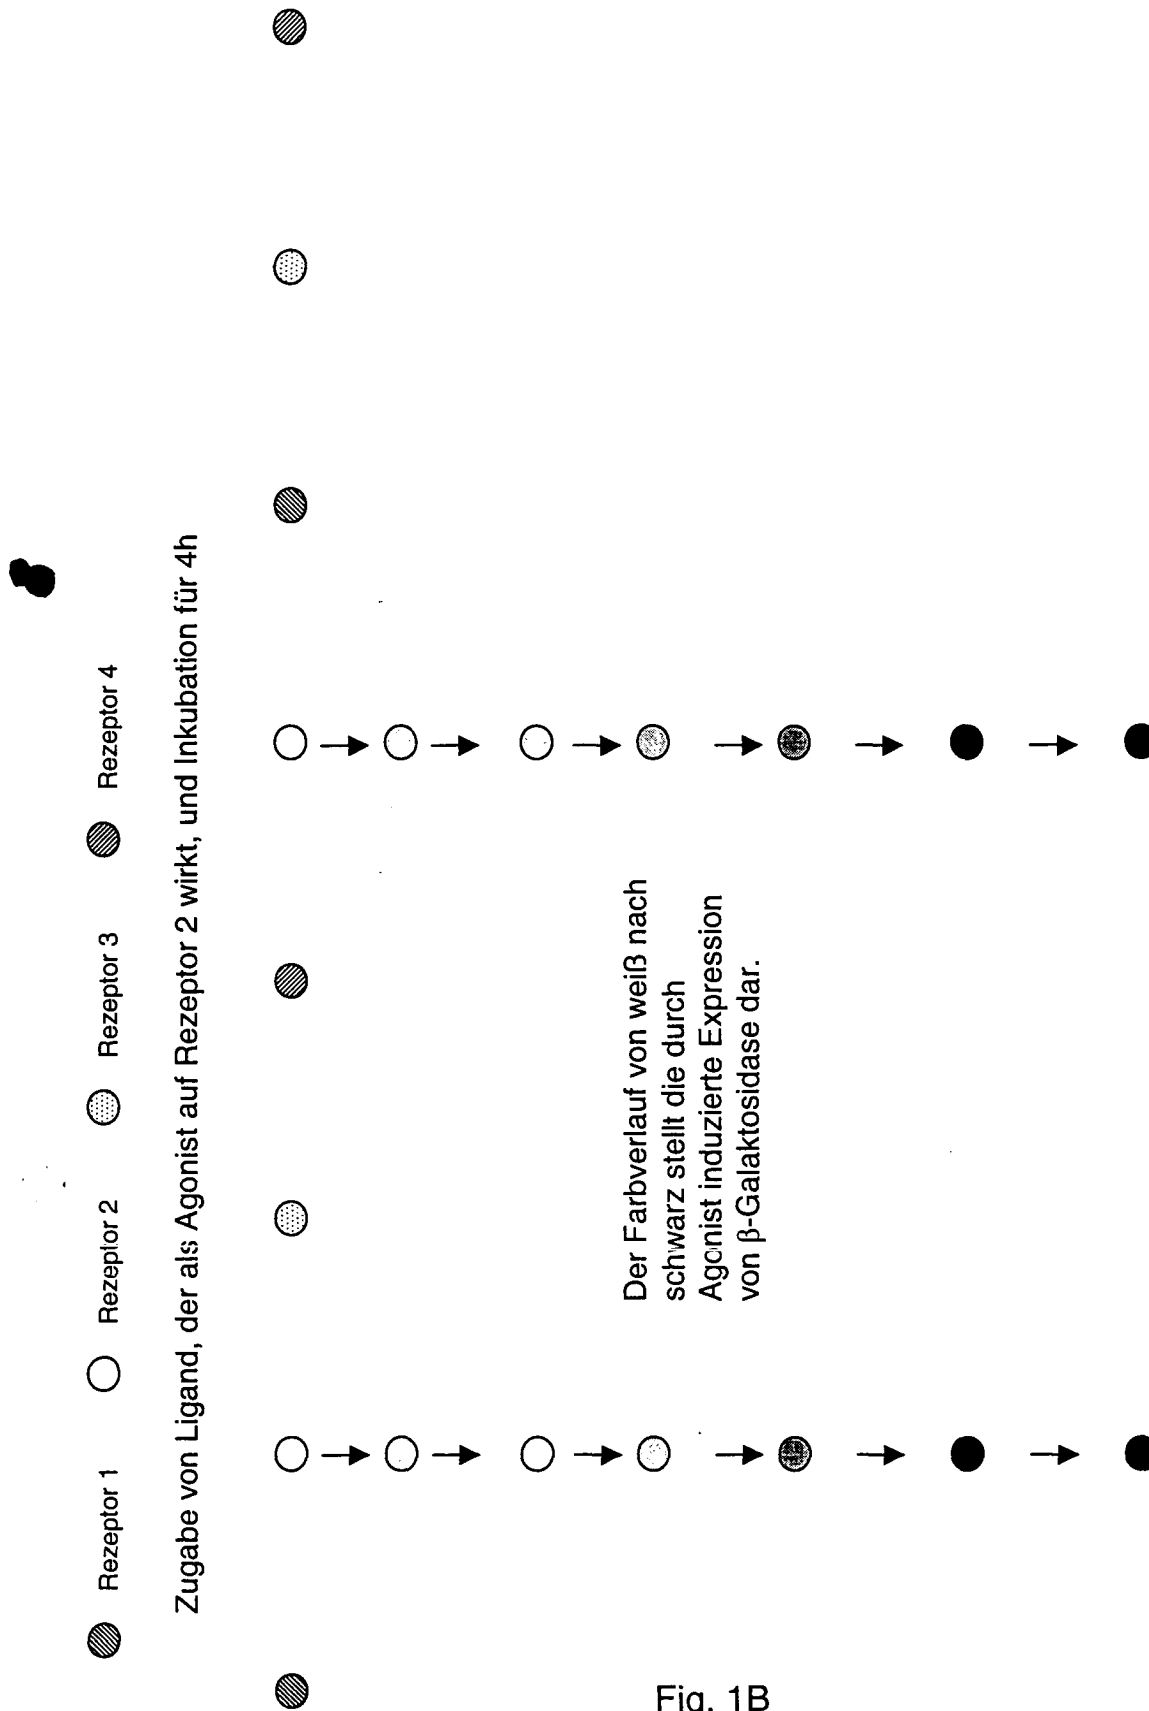 Rezeptor 1 Rezeptor 2 Rezeptor 3 Rezeptor 4
Zugabe von Ligand, der als Agonist auf Rezeptor 2 wirkt, und Inkubation für 4h
Der Farbverlauf von weiß nach
schwarz stellt die durch
Agonist induzierte Expression
von β-Galaktosidase dar.
Fig. 1B